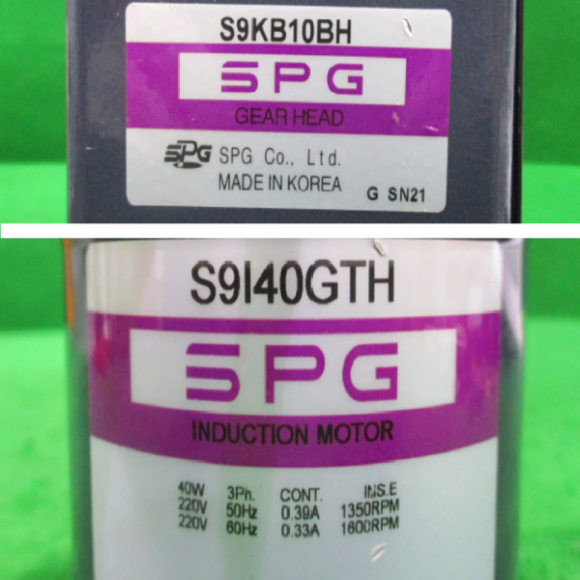 S9KB10BH
SPG
GEAR HEAD
SPG SPG Co., Ltd.
MADE IN KOREA
G SN21
S9I40GTH
SPG
INDUCTION MOTOR
40W 3Ph. CONT. INS.E
220V 50Hz 0.39A 1350RPM
220V 60Hz 0.33A 1600RPM